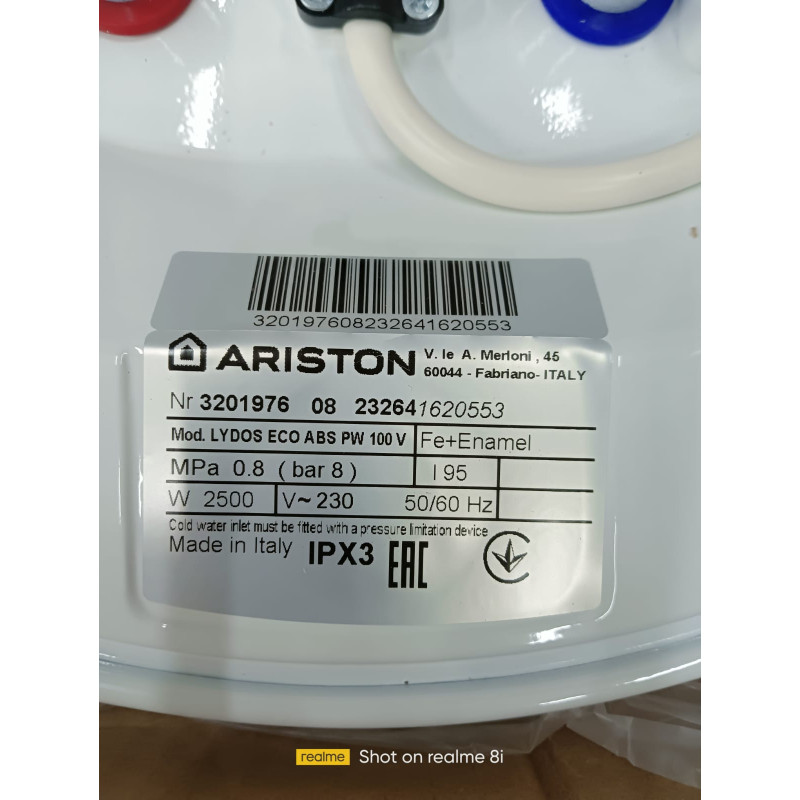 320197608232641620553
ARISTON V. le A. Merloni , 45
60044 - Fabriano- ITALY
Nr 3201976 08 232641620553
Mod. LYDOS ECO ABS PW 100 V Fe+Enamel
MPa 0.8 ( bar 8 ) l 95
W 2500 V~ 230 50/60 Hz
Cold water inlet must be fitted with a pressure limitation device
Made in Italy IPX3 EAC
realme Shot on realme 8i